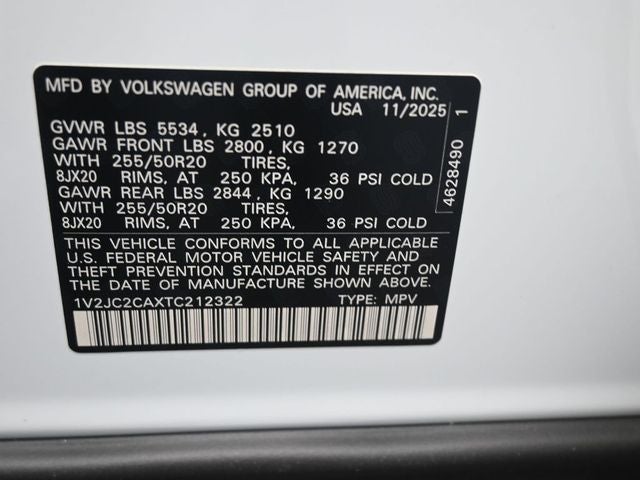 MFD BY VOLKSWAGEN GROUP OF AMERICA, INC.
USA 11/2025
GVWR LBS 5534, KG 2510
GAWR FRONT LBS 2800, KG 1270
WITH 255/50R20 TIRES,
8JX20 RIMS, AT 250 KPA, 36 PSI COLD
GAWR REAR LBS 2844, KG 1290
WITH 255/50R20 TIRES,
8JX20 RIMS, AT 250 KPA, 36 PSI COLD
THIS VEHICLE CONFORMS TO ALL APPLICABLE
U.S. FEDERAL MOTOR VEHICLE SAFETY AND
THEFT PREVENTION STANDARDS IN EFFECT ON
THE DATE OF MANUFACTURE SHOWN ABOVE.
1V2JC2CAXTC212322 TYPE: MPV
4628490 1